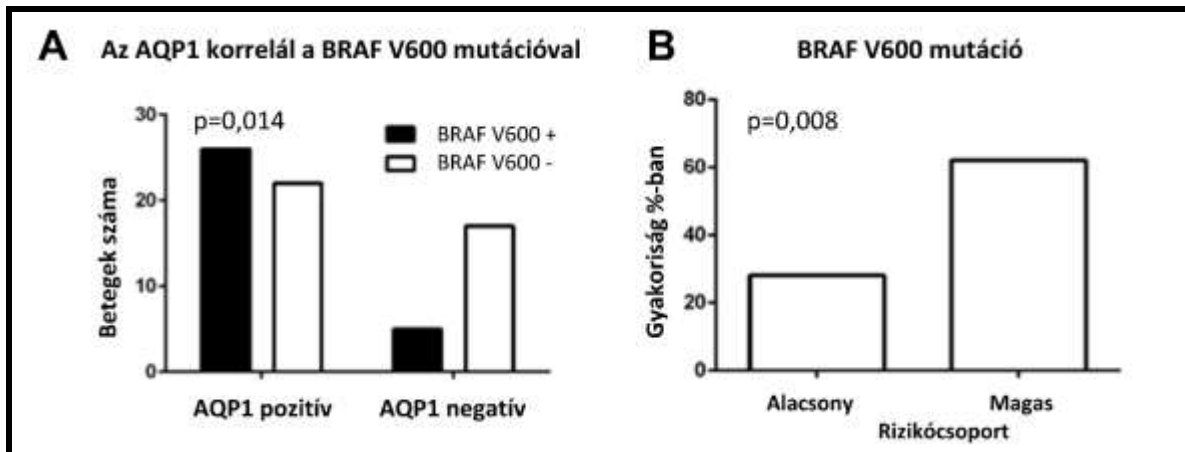 A Az AQP1 korrelál a BRAF V600 mutációval
p=0,014
BRAF V600 +
BRAF V600 -
Betegek száma
30
20
10
0
AQP1 pozitív AQP1 negatív
B BRAF V600 mutáció
p=0,008
Gyakoriság %-ban
80
60
40
20
0
Alacsony Magas
Rizikócsoport